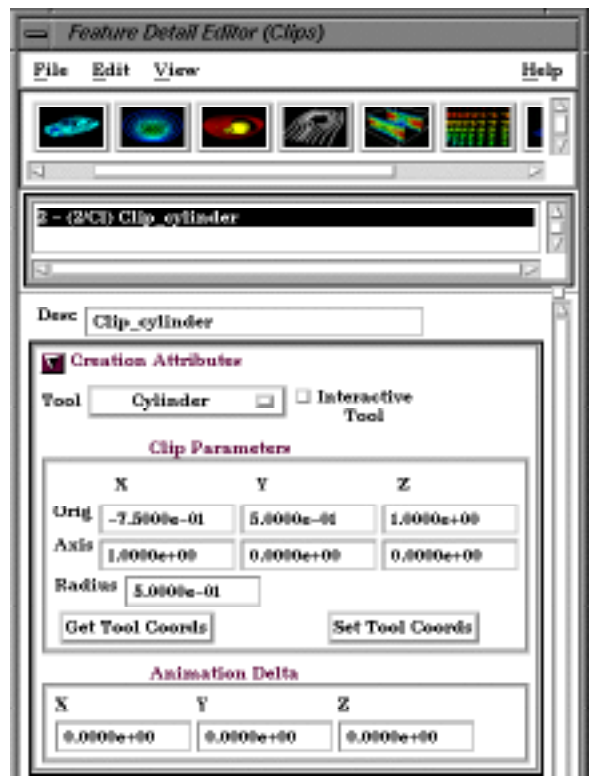 Feature Detail Editor (Clips)
File Edit View Help
2 - (2/Cl) Clip_cylinder
Desc Clip_cylinder
Creation Attributes
Tool Cylinder Interactive
Tool
Clip Parameters
X Y Z
Orig -7.5000e-01 5.0000e-01 1.0000e+00
Axis 1.0000e+00 0.0000e+00 0.0000e+00
Radius 5.0000e-01
Get Tool Coords Set Tool Coords
Animation Delta
X Y Z
0.0000e+00 0.0000e+00 0.0000e+00